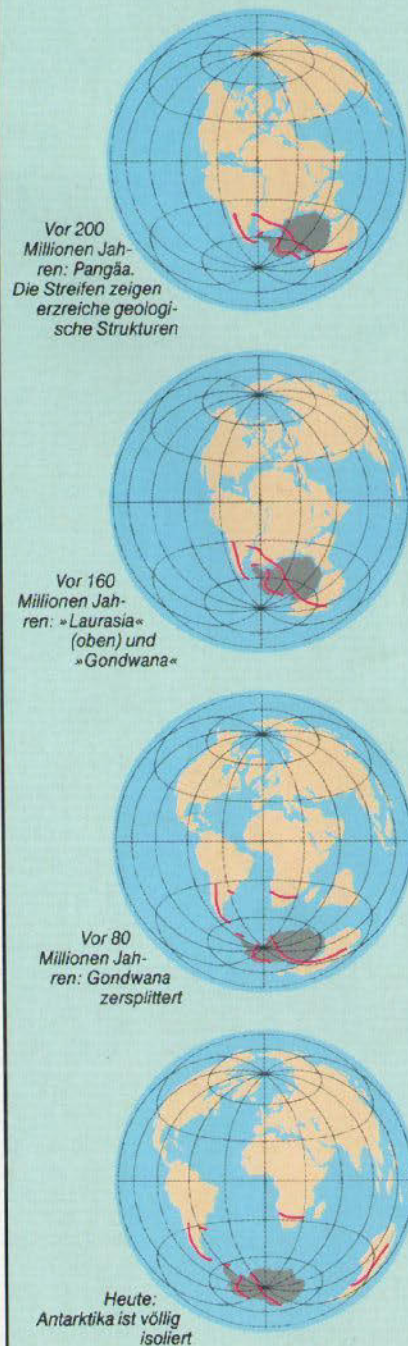 Vor 200
Millionen Jah-
ren: Pangäa.
Die Streifen zeigen
erzreiche geologi-
sche Strukturen
Vor 160
Millionen Jah-
ren: »Laurasia«
(oben) und
»Gondwana«
Vor 80
Millionen Jah-
ren: Gondwana
zersplittert
Heute:
Antarktika ist völlig
isoliert